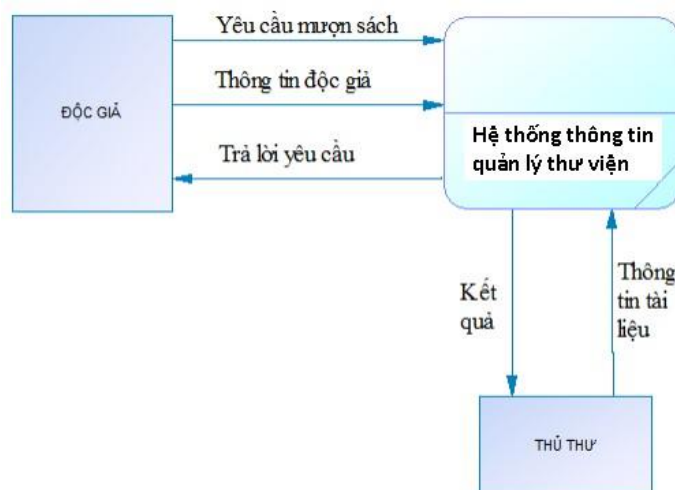 Yêu cầu mượn sách
Thông tin độc giả
ĐỘC GIẢ
Trả lời yêu cầu
Hệ thống thông tin
quản lý thư viện
Kết
quả
Thông
tin tài
liệu
THỦ THƯ